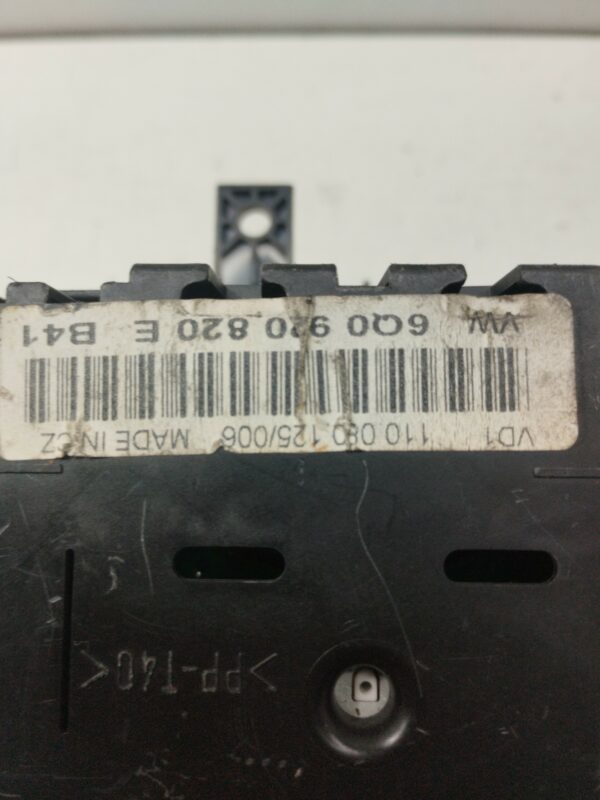 VD1 110.080.125/006 MADE IN CZ
VW 6Q0 920 820 E B41
>PP-T40<